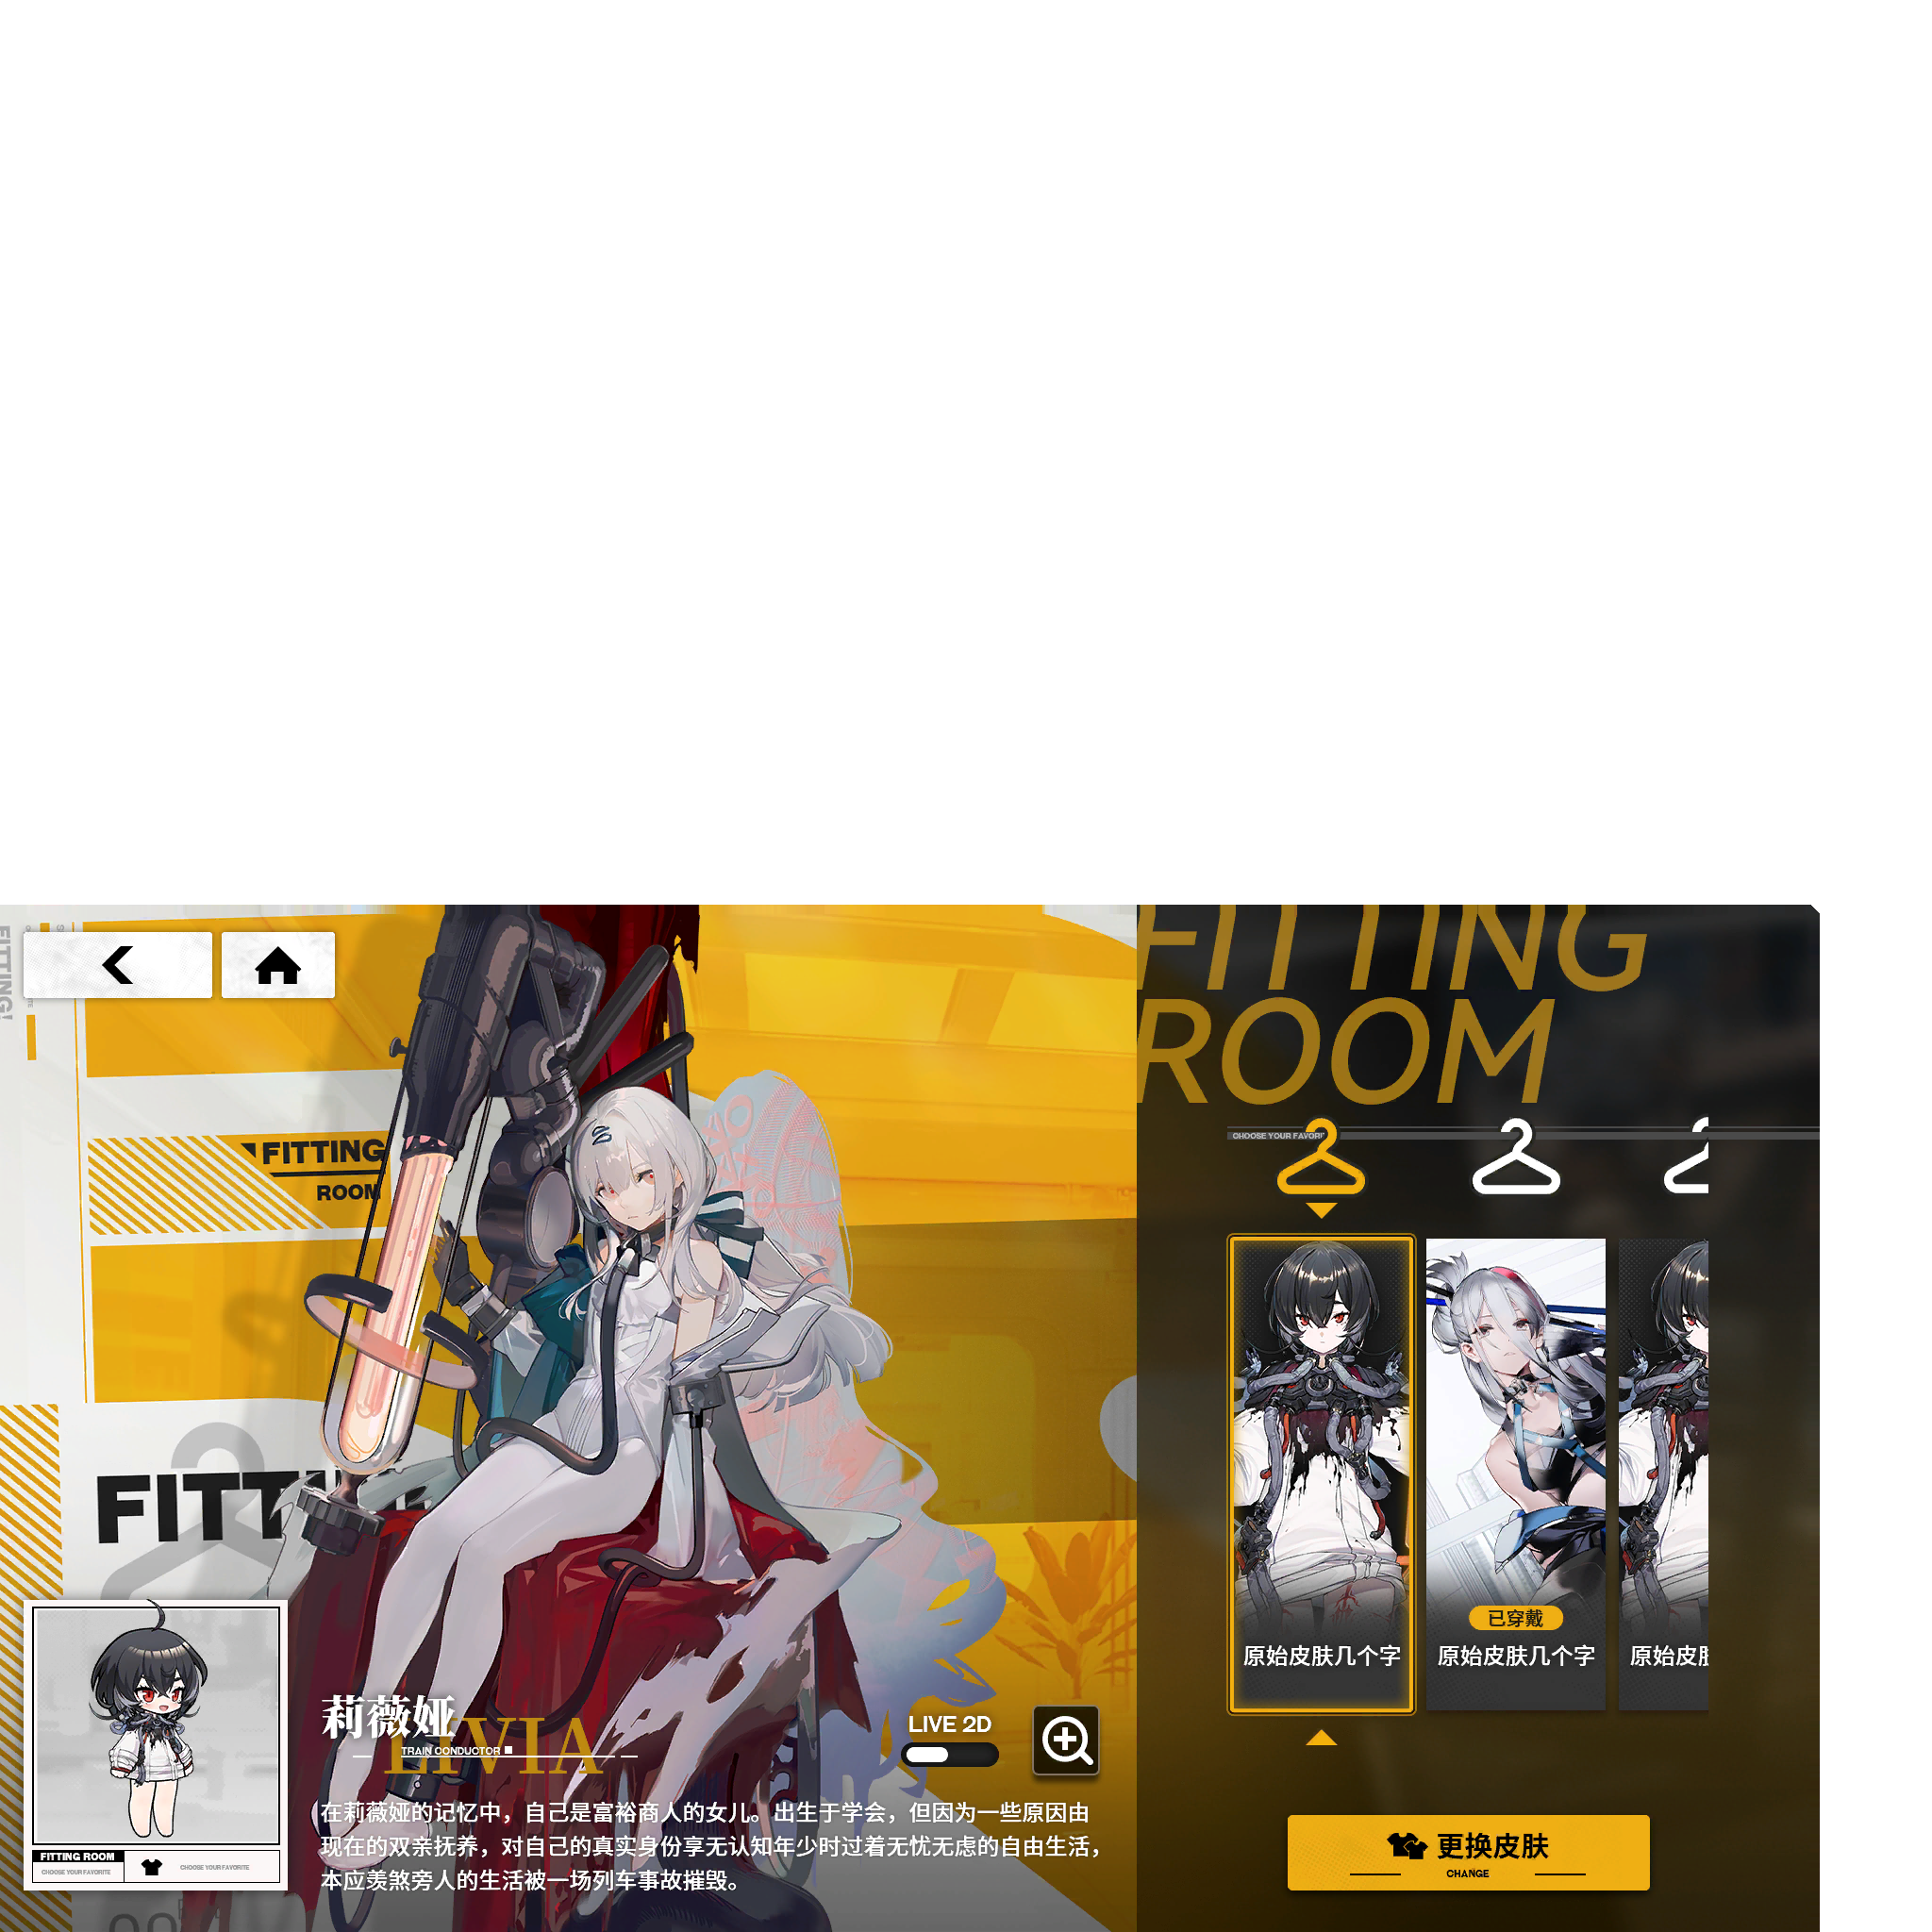 FITTING!
FITTING
ROOM
FITTING
ROOM
CHOOSE YOUR FAVORI
FITT
已穿戴
原始皮肤几个字
原始皮肤几个字
原始皮肤
莉薇娅
LIVIA
TRAIN CONDUCTOR
LIVE 2D
在莉薇娅的记忆中，自己是富裕商人的女儿。出生于学会，但因为一些原因由
现在的双亲抚养，对自己的真实身份享无认知年少时过着无忧无虑的自由生活，
本应羡煞旁人的生活被一场列车事故摧毁。
FITTING ROOM
CHOOSE YOUR FAVORITE
CHOOSE YOUR FAVORITE
更换皮肤
CHANGE